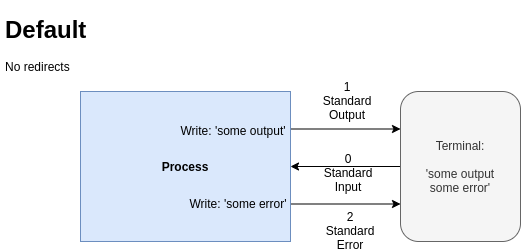 Default
No redirects
1
Standard
Output
Write: 'some output'
Terminal:
0
Process
'some output
Standard
some error'
Input
Write: 'some error'
2
Standard
Error